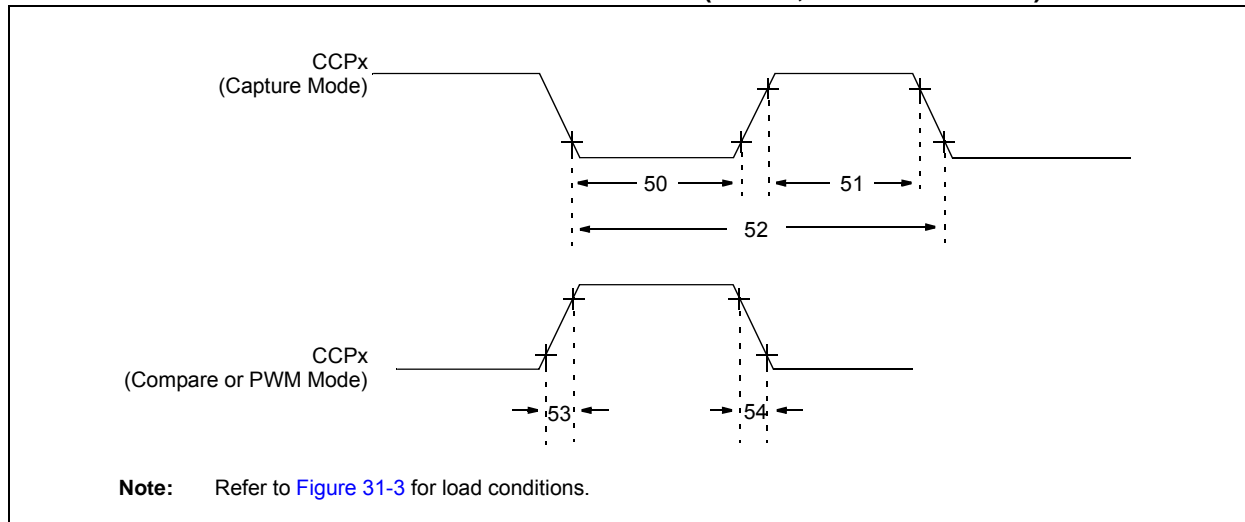 CCPx
(Capture Mode)
50
51
52
CCPx
(Compare or PWM Mode)
53
54
Note: Refer to Figure 31-3 for load conditions.